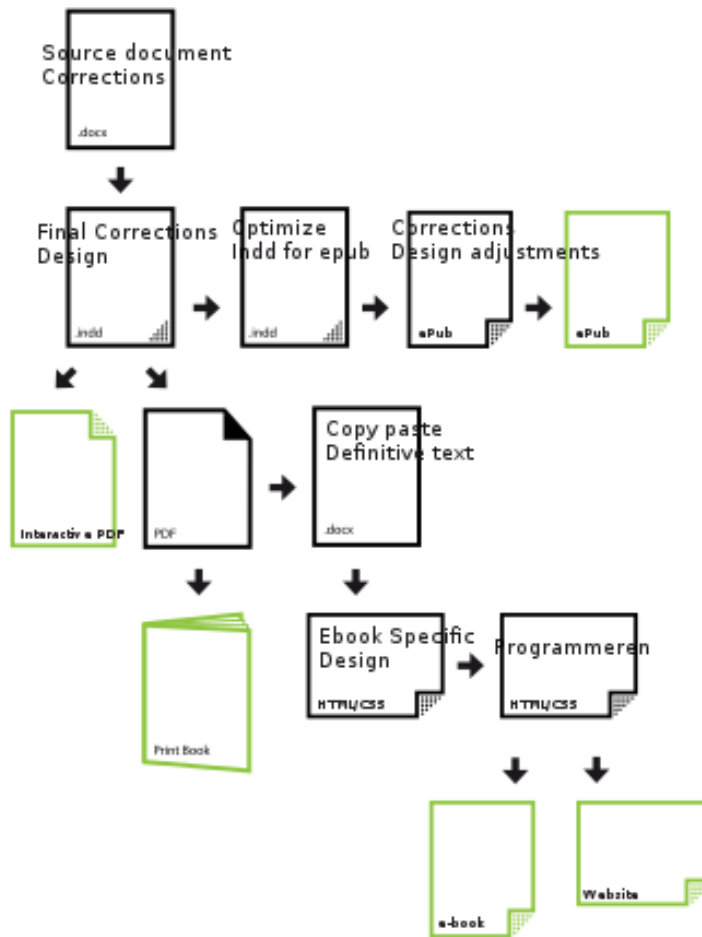 Source document
Corrections
.docx
Final Corrections
Design
.indd
Optimize
Indd for epub
.indd
Corrections
Design adjustments
ePub
ePub
Interactive PDF
PDF
Copy paste
Definitive text
.docx
Print Book
Ebook Specific
Design
HTML/CSS
Programmeren
HTML/CSS
e-book
Website